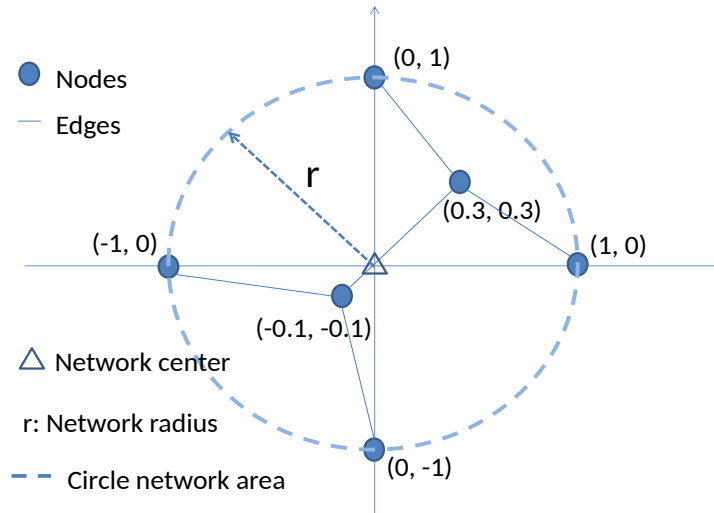 (0, 1)
Nodes
Edges
r
(0.3, 0.3)
(-1, 0)
(1, 0)
(-0.1, -0.1)
Network center
r: Network radius
(0, -1)
Circle network area